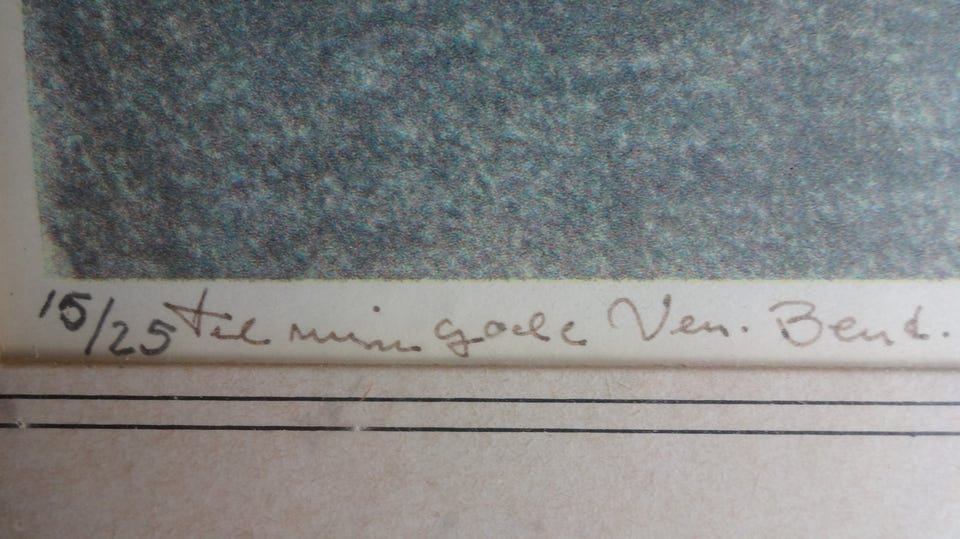 15/25 til min gode Ven. Bent.